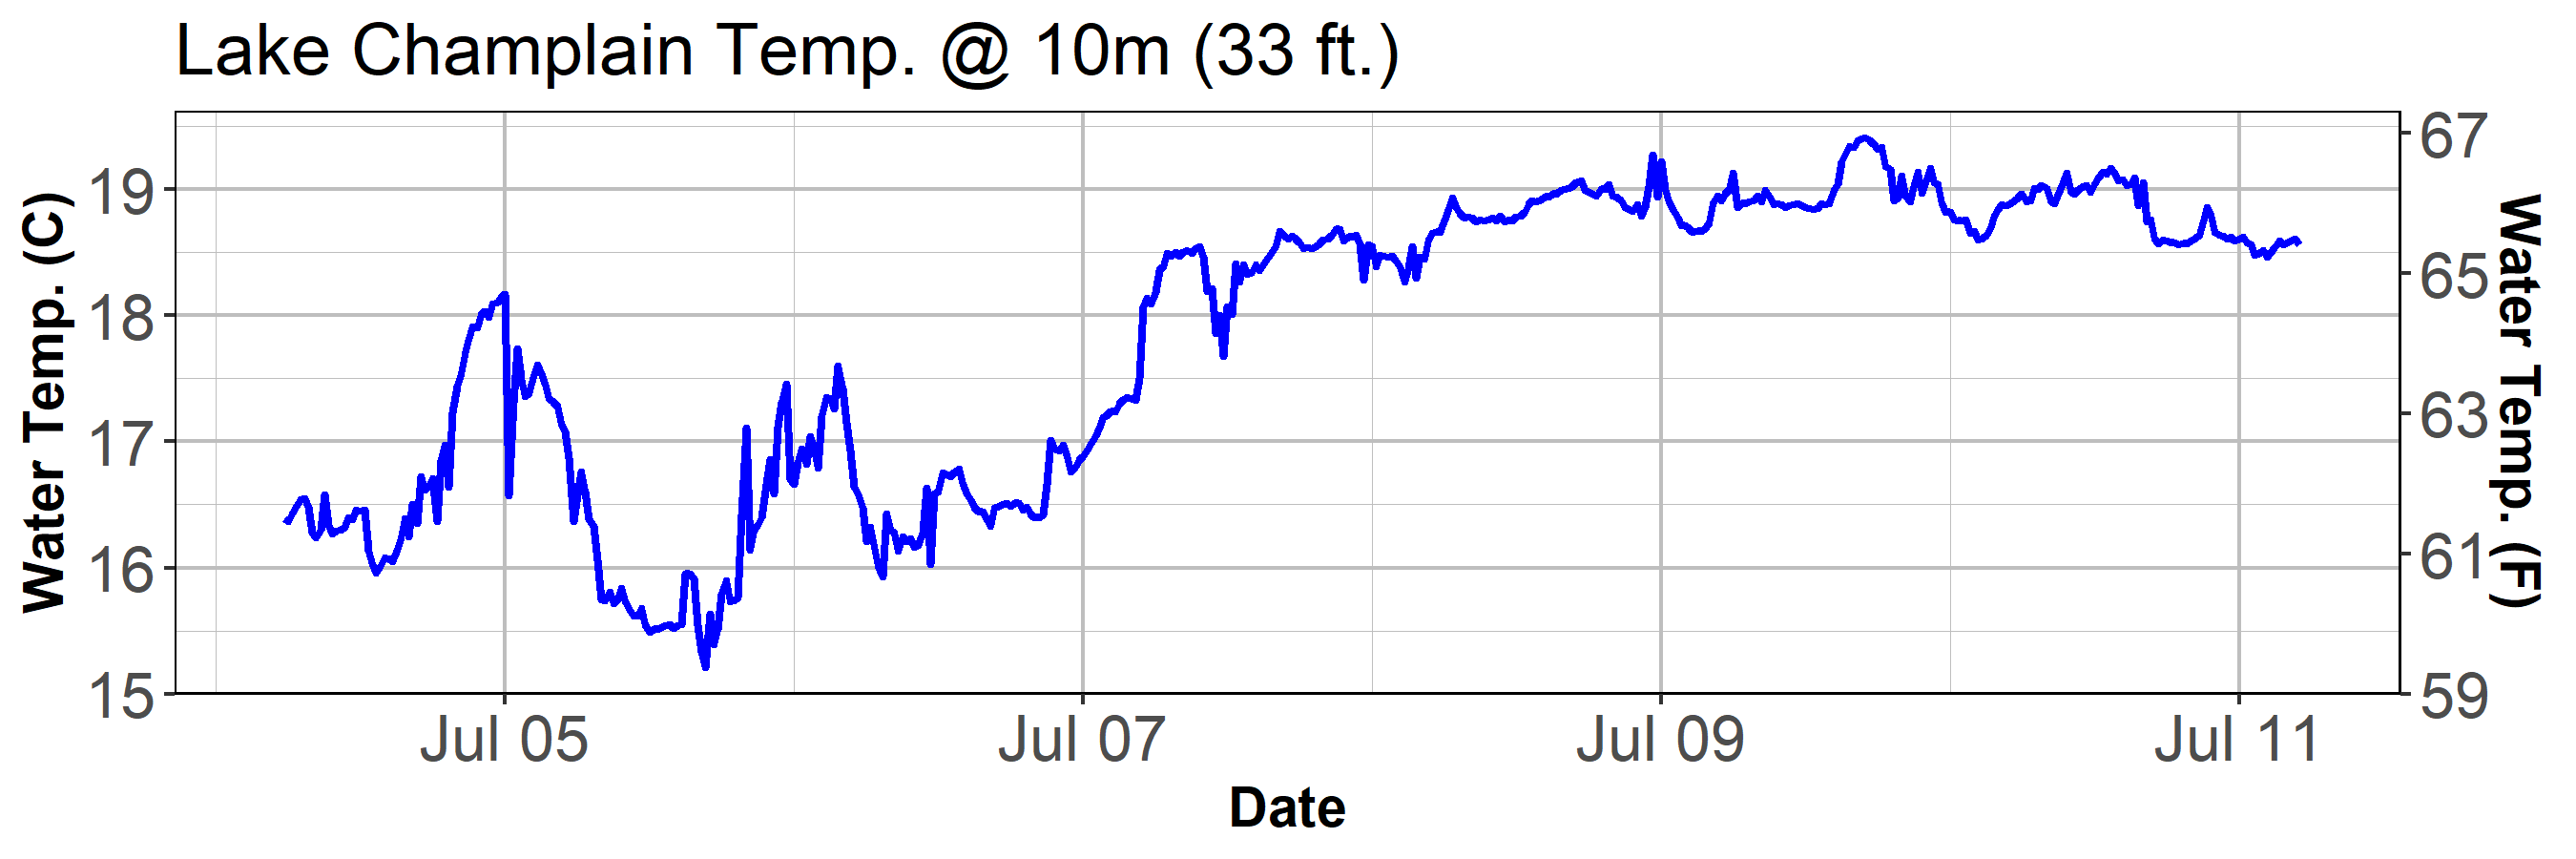 Lake Champlain Temp. @ 10m (33 ft.)
Water Temp. (C)
19
18
17
16
15
67
65
63
61
59
Water Temp. (F)
Jul 05
Jul 07
Jul 09
Jul 11
Date